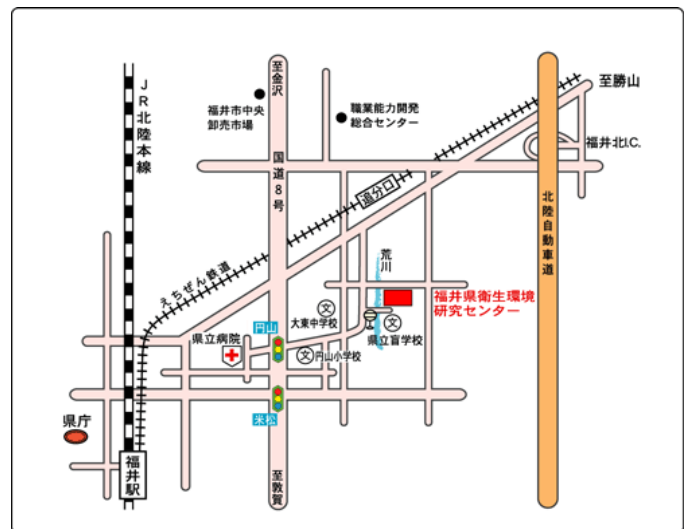 至金沢
至勝山
JR北陸本線
福井市中央
卸売市場
職業能力開発
総合センター
福井北I.C.
国道8号
追分口
北陸自動車道
えちぜん鉄道
荒川
福井県衛生環境
研究センター
文
大東中学校
円山
県立病院
文
円山小学校
文
県立盲学校
米松
県庁
福井駅
至敦賀